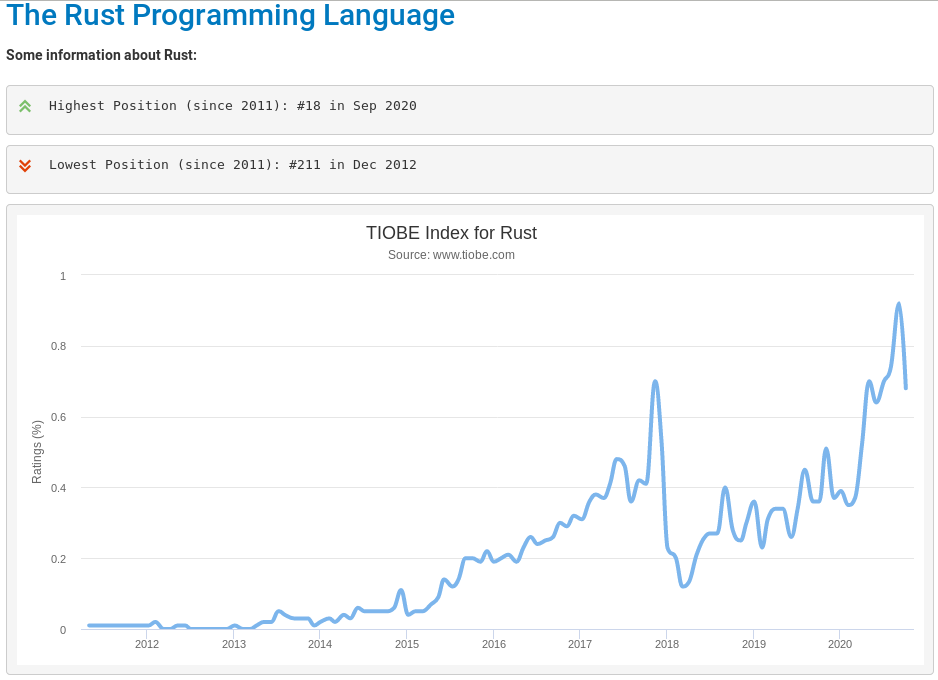 The Rust Programming Language
Some information about Rust:
Highest Position (since 2011): #18 in Sep 2020
Lowest Position (since 2011): #211 in Dec 2012
TIOBE Index for Rust
Source: www.tiobe.com
Ratings (%)
1
0.8
0.6
0.4
0.2
0
2012 2013 2014 2015 2016 2017 2018 2019 2020